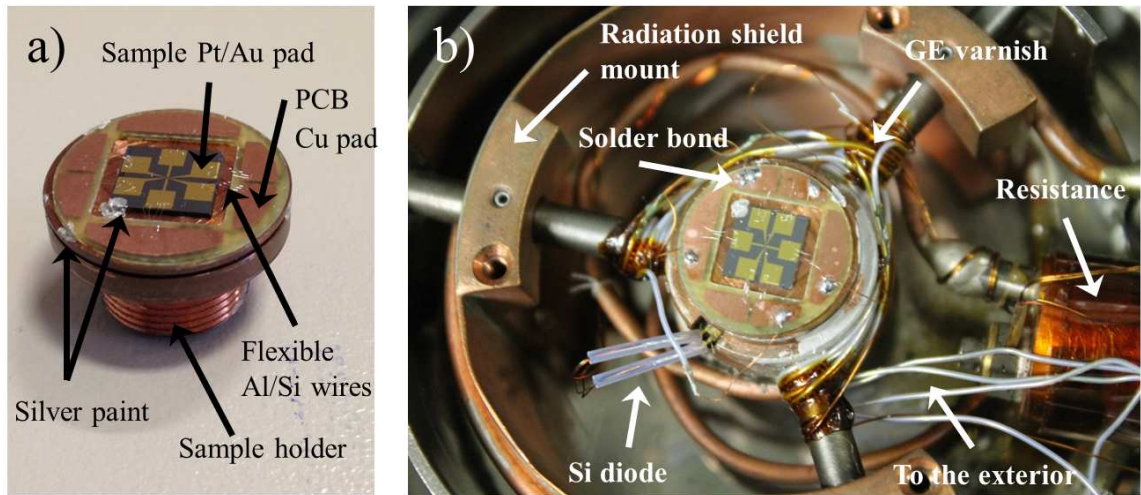 a)
Sample Pt/Au pad
PCB
Cu pad
Flexible
Al/Si wires
Silver paint
Sample holder
b)
Radiation shield
mount
GE varnish
Solder bond
Resistance
Si diode
To the exterior